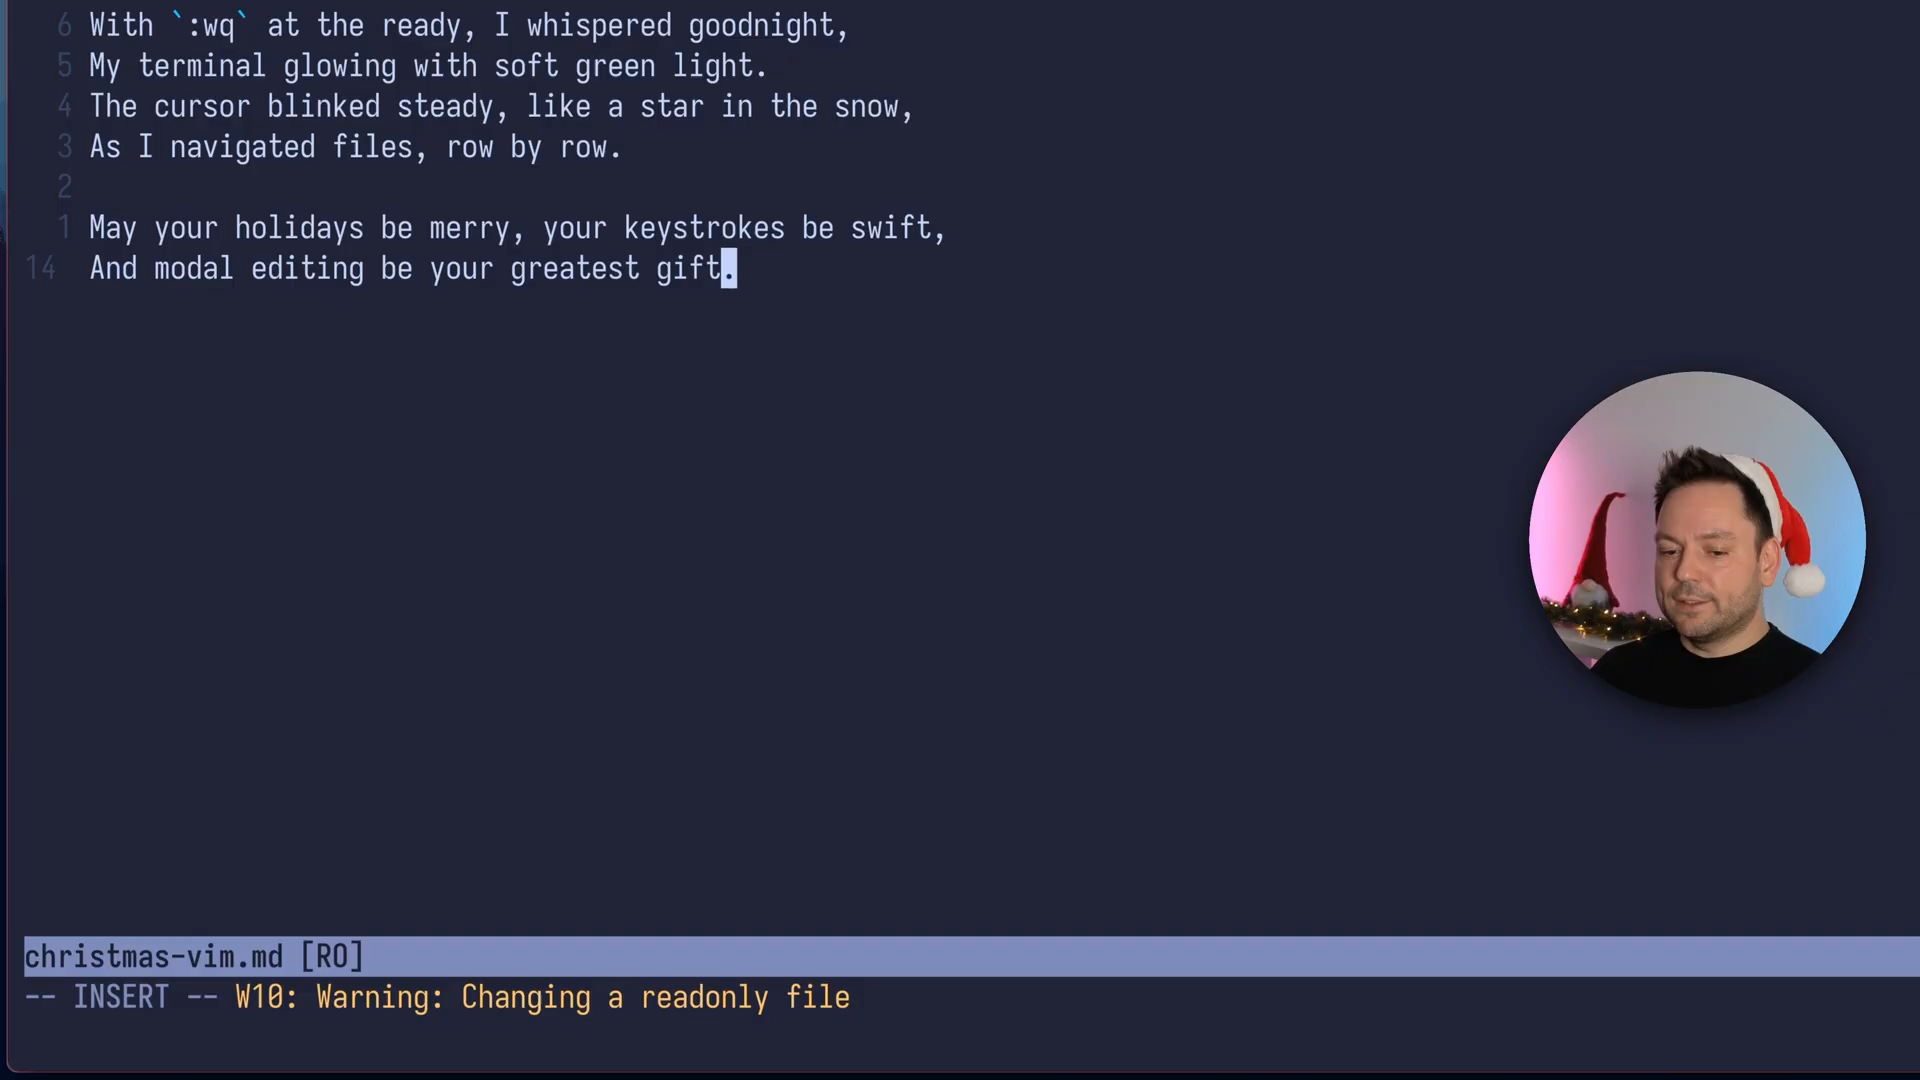 6 With `:wq` at the ready, I whispered goodnight,
5 My terminal glowing with soft green light.
4 The cursor blinked steady, like a star in the snow,
3 As I navigated files, row by row.
2
1 May your holidays be merry, your keystrokes be swift,
14 And modal editing be your greatest gift.
christmas-vim.md [RO]
-- INSERT -- W10: Warning: Changing a readonly file